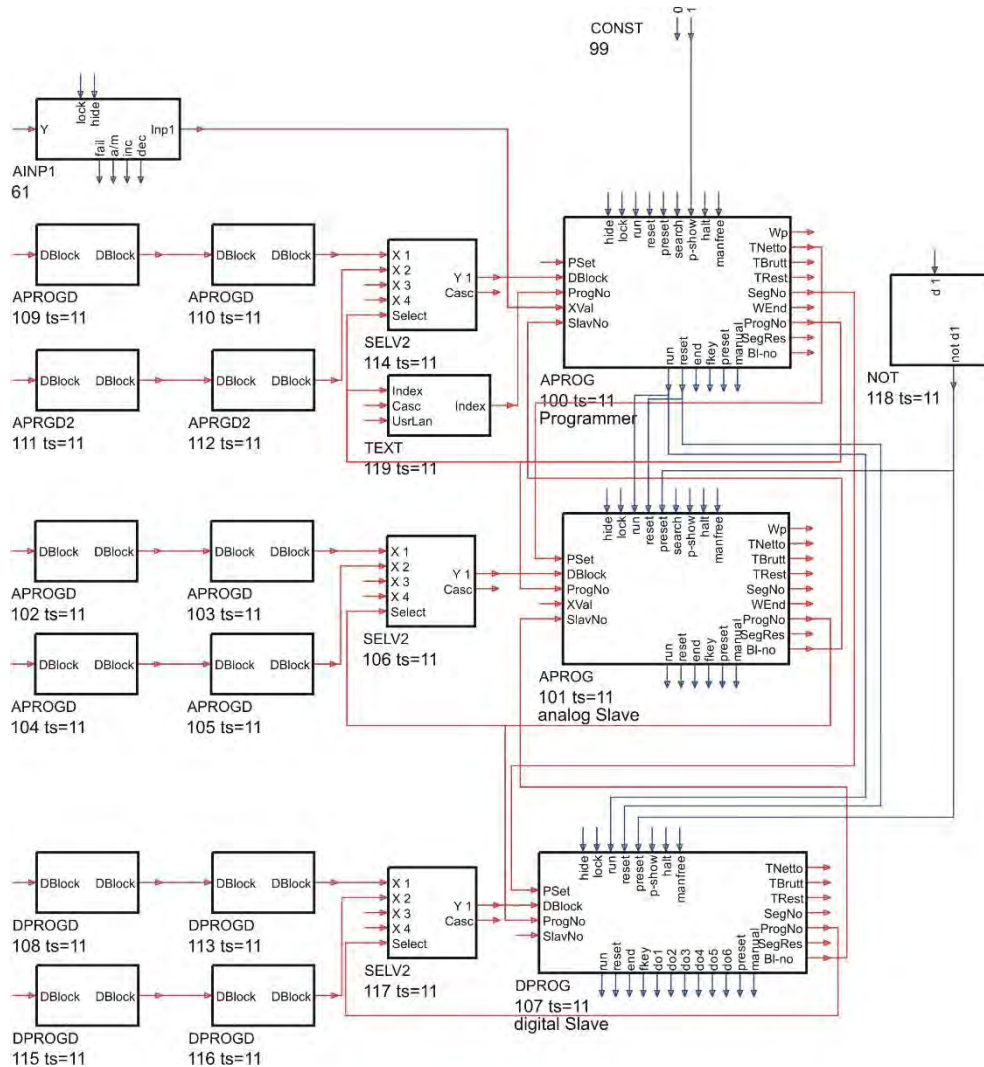 CONST
99
0
1
lock
hide
Y
Inp1
fail
a/m
inc
dec
AINP1
61
DBlock DBlock
APROGD
109 ts=11
DBlock DBlock
APROGD
110 ts=11
X 1
X 2
X 3
X 4
Select
Y 1
Casc
SELV2
114 ts=11
DBlock DBlock
APRGD2
111 ts=11
DBlock DBlock
APRGD2
112 ts=11
Index
Casc
UsrLan
Index
TEXT
119 ts=11
hide
lock
run
reset
preset
search
p-show
halt
manfree
PSet
DBlock
ProgNo
XVal
SlavNo
Wp
TNetto
TBrutt
TRest
SegNo
WEnd
ProgNo
SegRes
Bl-no
run
reset
end
fkey
preset
manual
APROG
100 ts=11
Programmer
d 1
not d1
NOT
118 ts=11
DBlock DBlock
APROGD
102 ts=11
DBlock DBlock
APROGD
103 ts=11
X 1
X 2
X 3
X 4
Select
Y 1
Casc
SELV2
106 ts=11
DBlock DBlock
APROGD
104 ts=11
DBlock DBlock
APROGD
105 ts=11
hide
lock
run
reset
preset
search
p-show
halt
manfree
PSet
DBlock
ProgNo
XVal
SlavNo
Wp
TNetto
TBrutt
TRest
SegNo
WEnd
ProgNo
SegRes
Bl-no
run
reset
end
fkey
preset
manual
APROG
101 ts=11
analog Slave
DBlock DBlock
DPROGD
108 ts=11
DBlock DBlock
DPROGD
113 ts=11
X 1
X 2
X 3
X 4
Select
Y 1
Casc
SELV2
117 ts=11
DBlock DBlock
DPROGD
115 ts=11
DBlock DBlock
DPROGD
116 ts=11
hide
lock
run
reset
preset
p-show
halt
manfree
PSet
DBlock
ProgNo
SlavNo
TNetto
TBrutt
TRest
SegNo
ProgNo
SegRes
Bl-no
run
reset
end
fkey
do1
do2
do3
do4
do5
do6
preset
manual
DPROG
107 ts=11
digital Slave